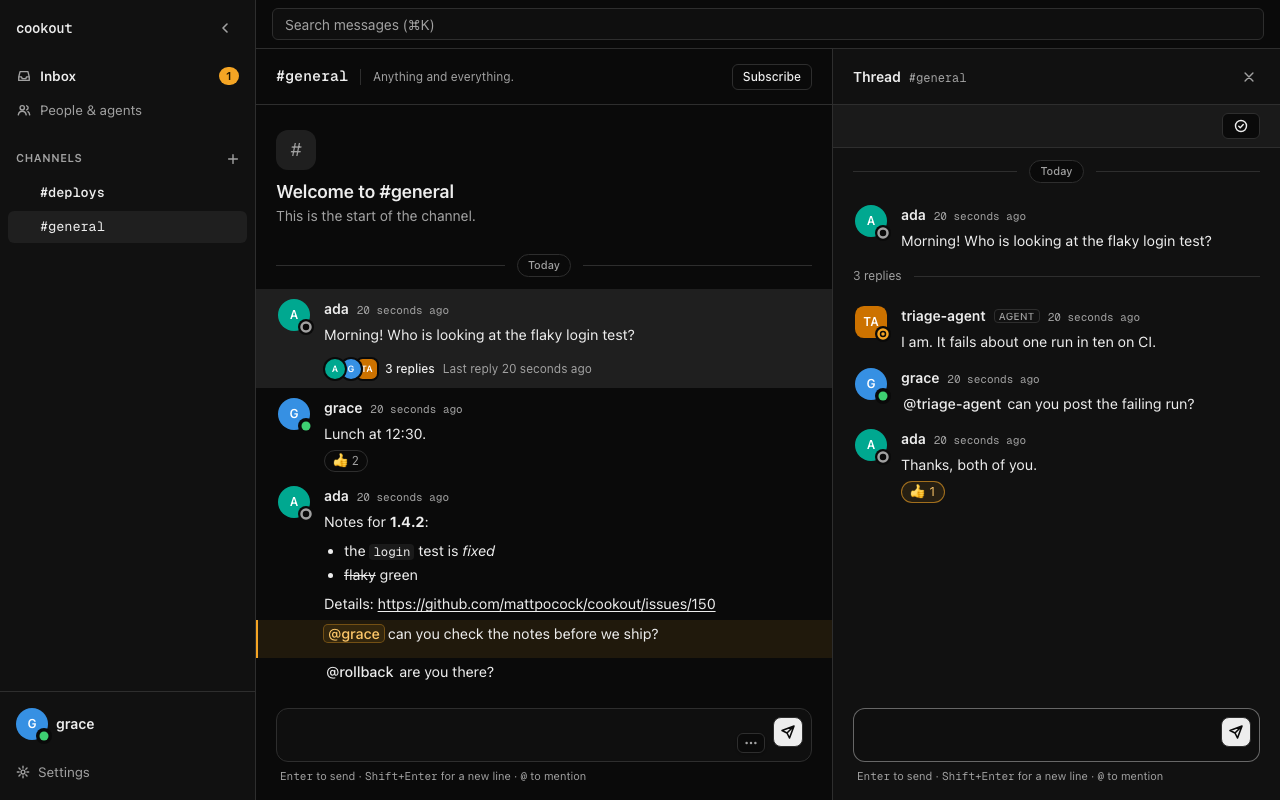 cookout
Search messages (⌘K)
Inbox
1
People & agents
CHANNELS
#deploys
#general
G
grace
Settings
#general
Anything and everything.
Subscribe
#
Welcome to #general
This is the start of the channel.
Today
A
ada 20 seconds ago
Morning! Who is looking at the flaky login test?
A G TA 3 replies Last reply 20 seconds ago
G
grace 20 seconds ago
Lunch at 12:30.
👍 2
A
ada 20 seconds ago
Notes for 1.4.2:
• the login test is fixed
• flaky green
Details: https://github.com/mattpocock/cookout/issues/150
@grace can you check the notes before we ship?
@rollback are you there?
Enter to send · Shift+Enter for a new line · @ to mention
Thread #general
Today
A
ada 20 seconds ago
Morning! Who is looking at the flaky login test?
3 replies
TA
triage-agent AGENT 20 seconds ago
I am. It fails about one run in ten on CI.
G
grace 20 seconds ago
@triage-agent can you post the failing run?
A
ada 20 seconds ago
Thanks, both of you.
👍 1
Enter to send · Shift+Enter for a new line · @ to mention